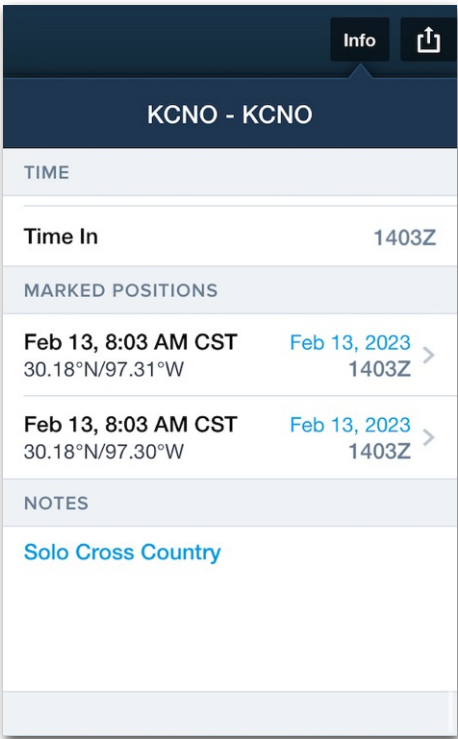 Info
KCNO - KCNO
TIME
Time In 1403Z
MARKED POSITIONS
Feb 13, 8:03 AM CST Feb 13, 2023
30.18°N/97.31°W 1403Z
Feb 13, 8:03 AM CST Feb 13, 2023
30.18°N/97.30°W 1403Z
NOTES
Solo Cross Country